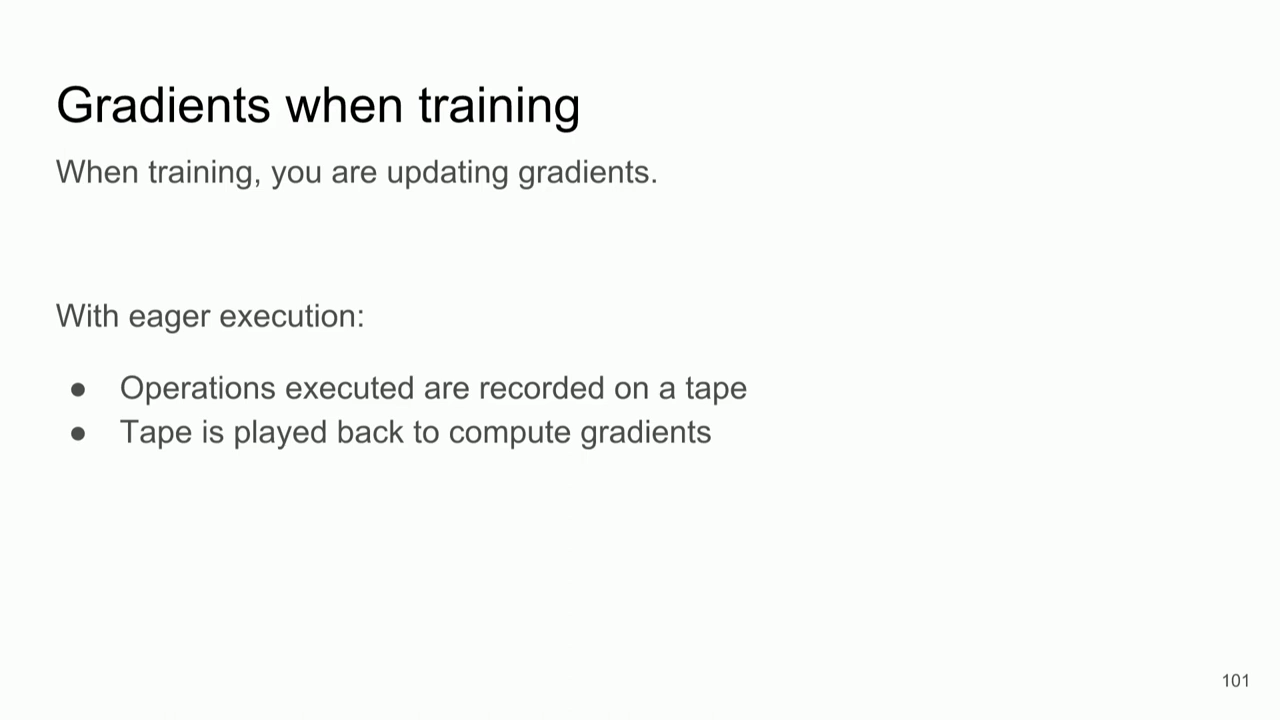 Gradients when training
When training, you are updating gradients.
With eager execution:
● Operations executed are recorded on a tape
● Tape is played back to compute gradients
101